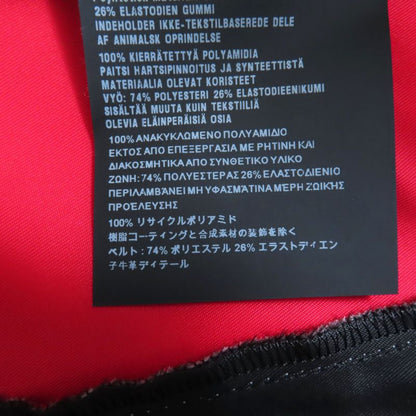 26% ELASTODIEN GUMMI
INDEHOLDER IKKE-TEKSTILBASEREDE DELE
AF ANIMALSK OPRINDELSE
100% KIERRÄTETTYÄ POLYAMIDIA
PAITSI HARTSIPINNOITUS JA SYNTEETTISTÄ
MATERIAALIA OLEVAT KORISTEET
VYÖ: 74% POLYESTERI 26% ELASTODIEENIKUMI
SISÄLTÄÄ MUUTA KUIN TEKSTIILIÄ
OLEVIA ELÄINPERÄISIÄ OSIA
100% ΑΝΑΚΥΚΛΩΜΕΝΟ ΠΟΛΥΑΜΙΔΙΟ
ΕΚΤΟΣ ΑΠΟ ΕΠΕΞΕΡΓΑΣΙΑ ΜΕ ΡΗΤΙΝΗ ΚΑΙ
ΔΙΑΚΟΣΜΗΤΙΚΑ ΑΠΟ ΣΥΝΘΕΤΙΚΟ ΥΛΙΚΟ
ΖΩΝΗ: 74% ΠΟΛΥΕΣΤΕΡΑΣ 26% ΕΛΑΣΤΟΔΙΕΝΙΟ
ΠΕΡΙΛΑΜΒΑΝΕΙ ΜΗ ΥΦΑΣΜΑΤΙΝΑ ΜΕΡΗ ΖΩΙΚΗΣ
ΠΡΟΕΛΕΥΣΗΣ
100% リサイクルポリアミド
樹脂コーティングと合成素材の装飾を除く
ベルト: 74% ポリエステル 26% エラストディエン
子牛革ディテール